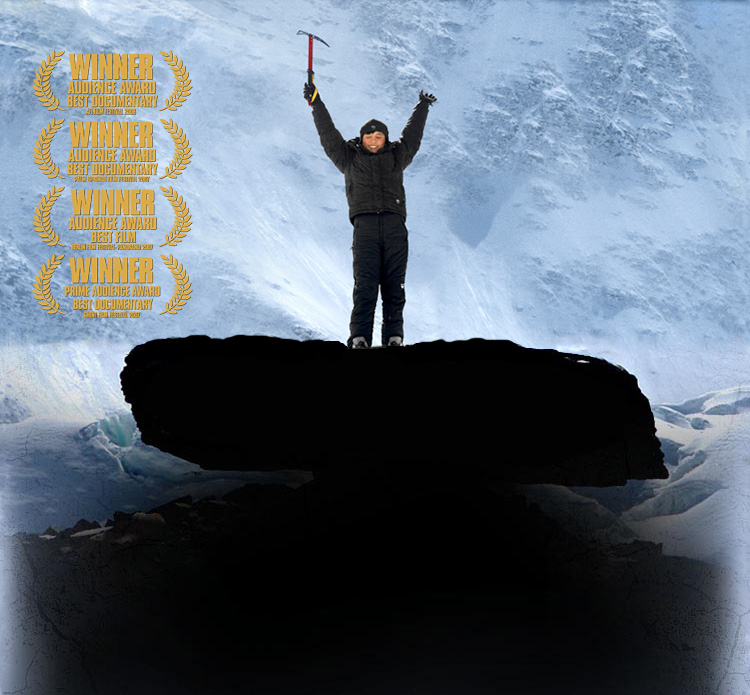 WINNER
AUDIENCE AWARD
BEST DOCUMENTARY
WINNER
AUDIENCE AWARD
BEST DOCUMENTARY
WINNER
AUDIENCE AWARD
BEST FILM
WINNER
PRIME AUDIENCE AWARD
BEST DOCUMENTARY